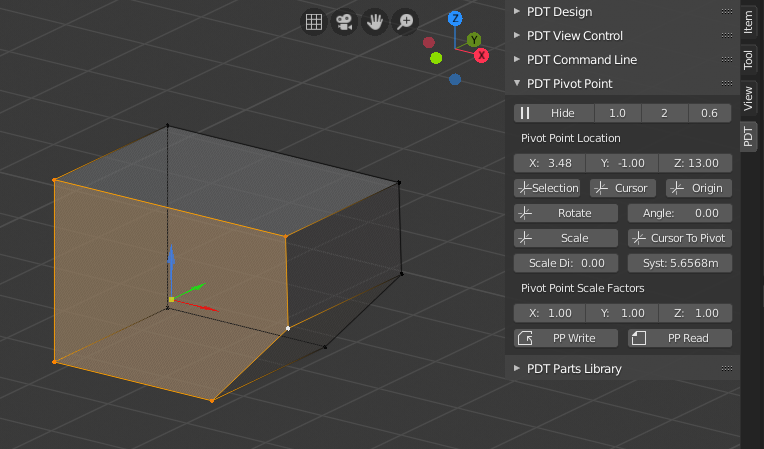 Z
Y
X
PDT Design
PDT View Control
PDT Command Line
PDT Pivot Point
Hide 1.0 2 0.6
Pivot Point Location
X: 3.48 Y: -1.00 Z: 13.00
Selection Cursor Origin
Rotate Angle: 0.00
Scale Cursor To Pivot
Scale Di: 0.00 Syst: 5.6568m
Pivot Point Scale Factors
X: 1.00 Y: 1.00 Z: 1.00
PP Write PP Read
PDT Parts Library
Item
Tool
View
PDT